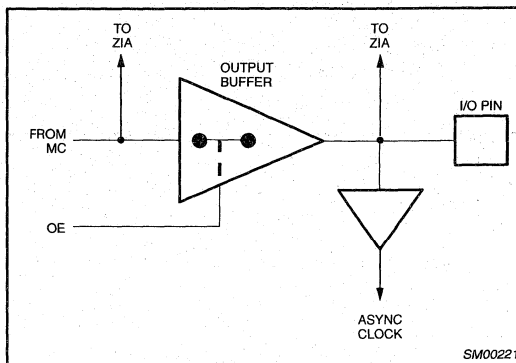 TO
ZIA
OUTPUT
BUFFER
TO
ZIA
I/O PIN
FROM
MC
OE
ASYNC
CLOCK
SM00221